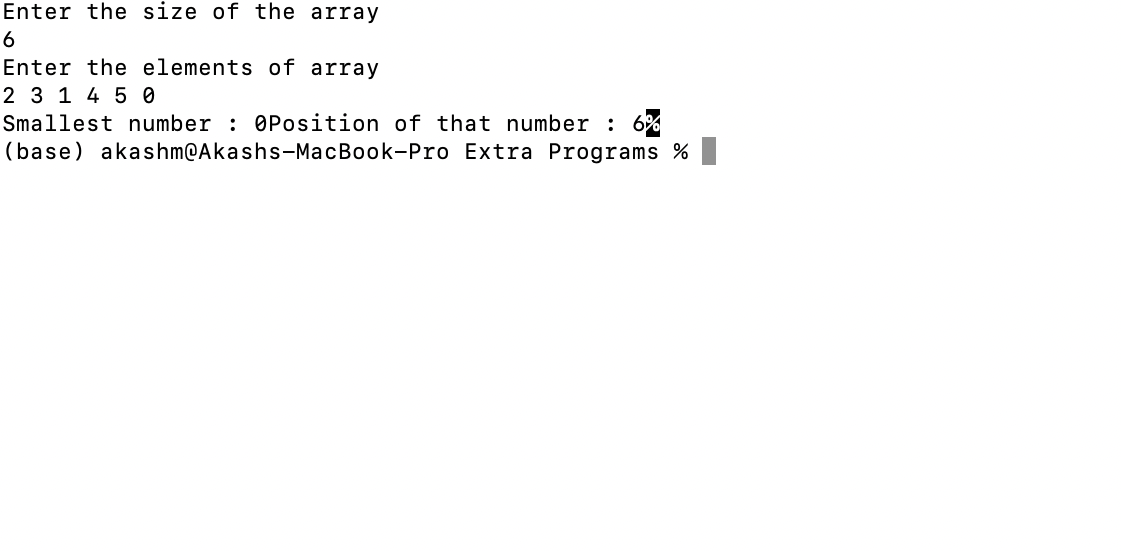 Enter the size of the array
6
Enter the elements of array
2 3 1 4 5 0
Smallest number : 0Position of that number : 6%
(base) akashm@Akashs-MacBook-Pro Extra Programs %